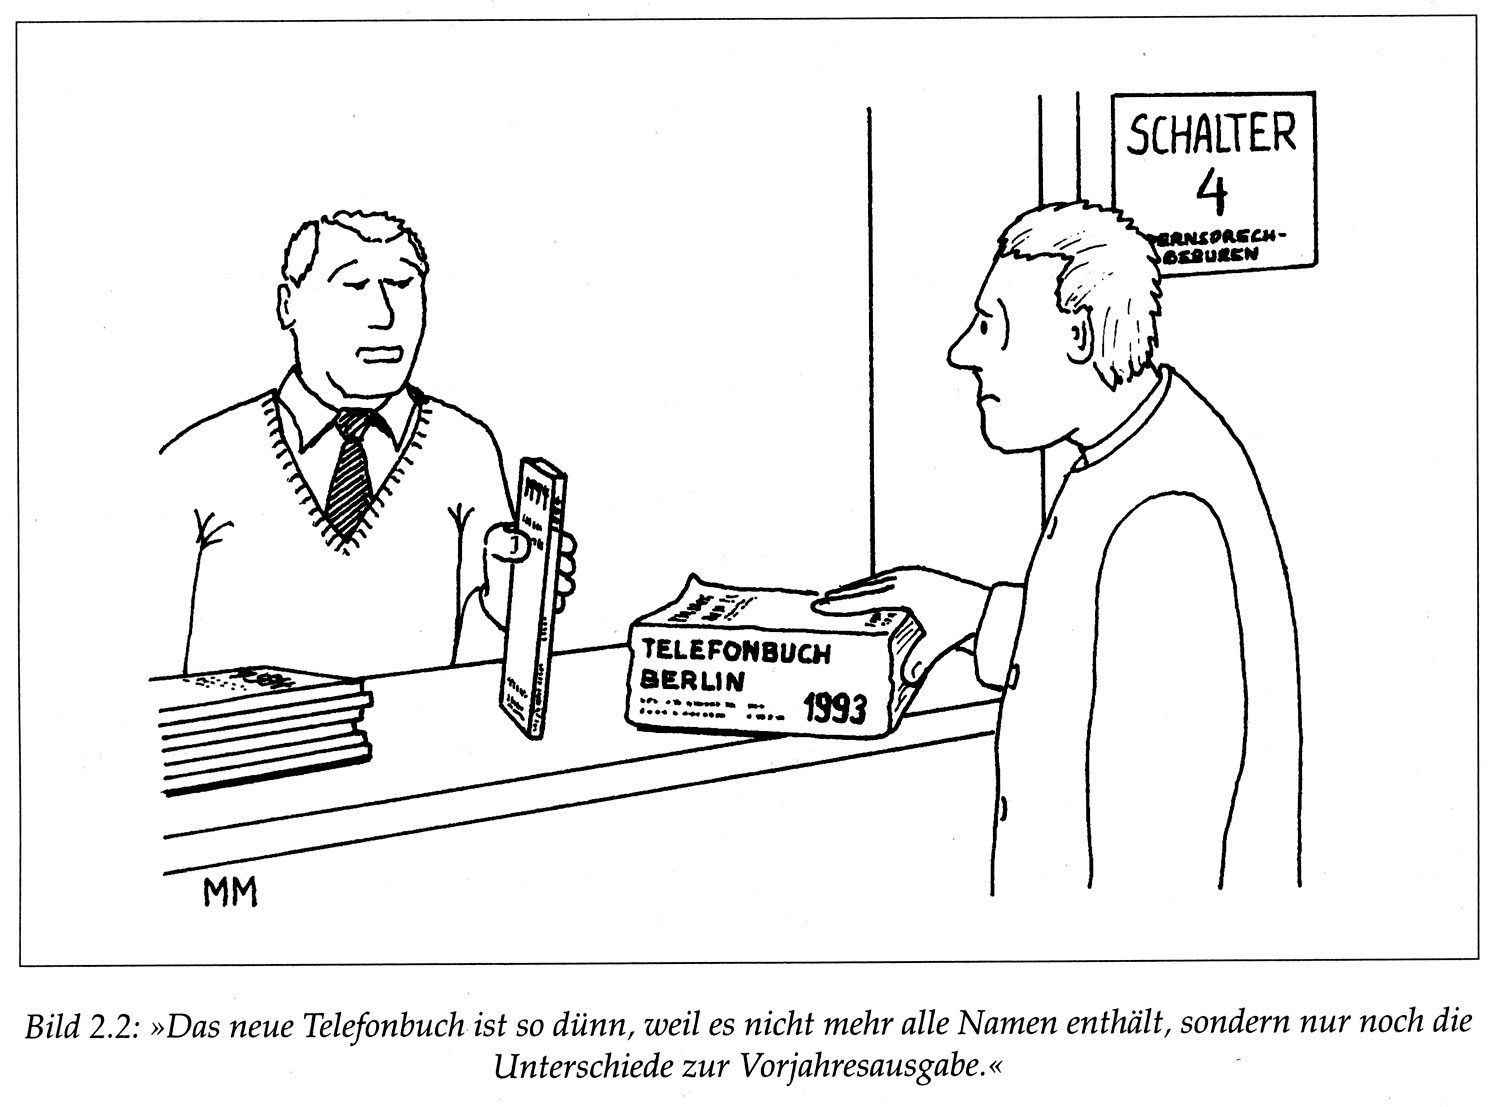 SCHALTER
4
1994
TELEFONBUCH
BERLIN
1993
MM
Bild 2.2: »Das neue Telefonbuch ist so dünn, weil es nicht mehr alle Namen enthält, sondern nur noch die
Unterschiede zur Vorjahresausgabe.«